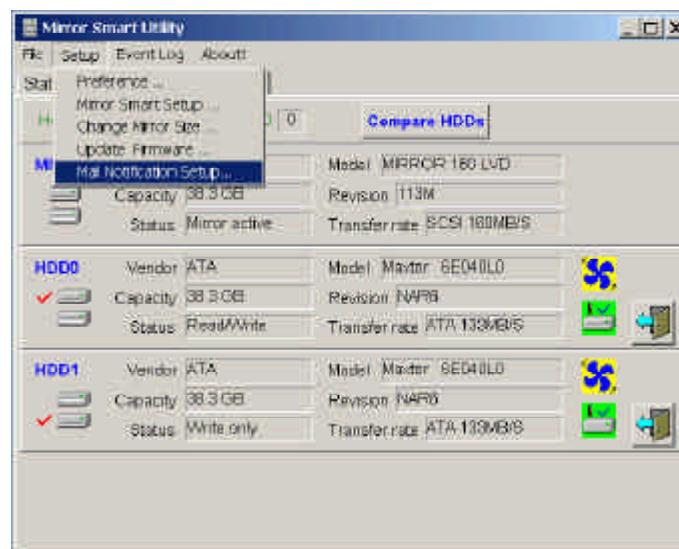 Mirror Smart Utility
File Setup Event Log About!
Stat
Preference ...
Mirror Smart Setup ...
Change Mirror Size ...
Update Firmware ...
Mail Notification Setup ...
0 Compare HDDs
Model MIRROR 160 LVD
Capacity 38.3 GB Revision 113M
Status Mirror active Transfer rate SCSI 160MB/S
HDD0 Vendor ATA Model Maxtor 6E040L0
Capacity 38.3 GB Revision NAR6
Status Read/Write Transfer rate ATA 133MB/S
HDD1 Vendor ATA Model Maxtor 6E040L0
Capacity 38.3 GB Revision NAR6
Status Write only Transfer rate ATA 133MB/S